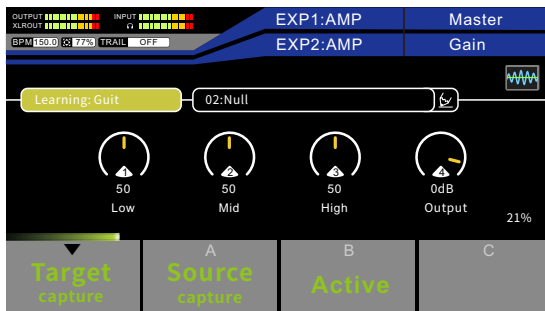 OUTPUT INPUT
XLROUT
BPM 150.0 77% TRAIL OFF
EXP1:AMP Master
EXP2:AMP Gain
Learning: Guit 02:Null
1 2 3 4
50 50 50 0dB
Low Mid High Output
21%
A B C
Target Source Active
capture capture